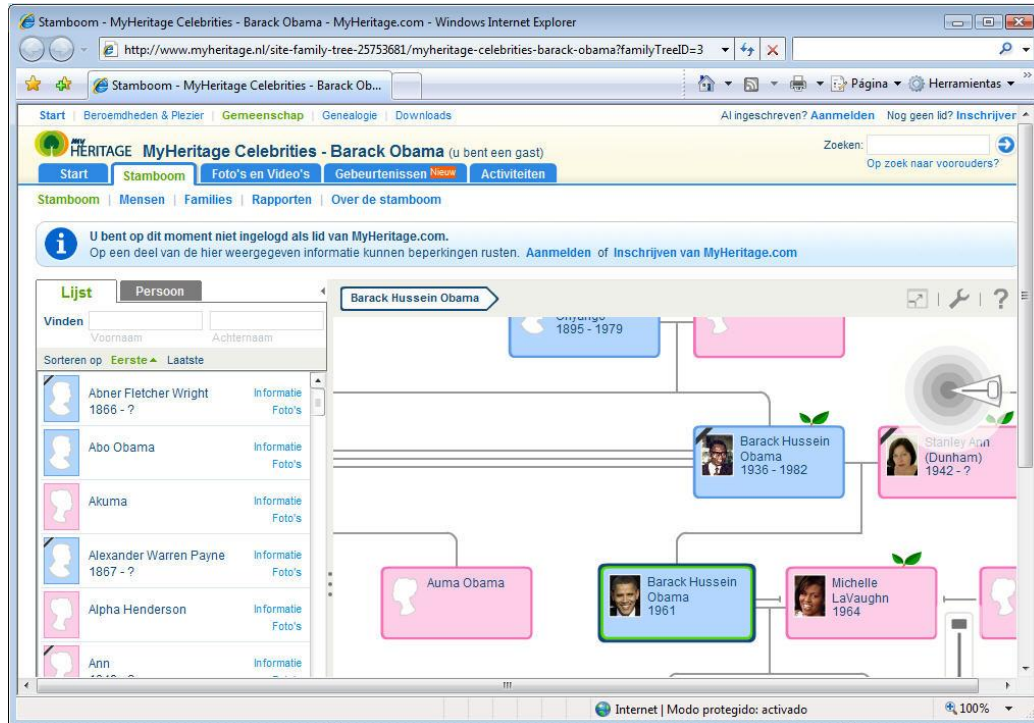 Stamboom - MyHeritage Celebrities - Barack Obama - MyHeritage.com - Windows Internet Explorer
http://www.myheritage.nl/site-family-tree-25753681/myheritage-celebrities-barack-obama?familyTreeID=3
Stamboom - MyHeritage Celebrities - Barack Ob...
Página
Herramientas
Start | Beroemdheden & Plezier | Gemeenschap | Genealogie | Downloads
Al ingeschreven? Aanmelden Nog geen lid? Inschrijver
MY HERITAGE MyHeritage Celebrities - Barack Obama (u bent een gast)
Zoeken:
Op zoek naar voorouders?
Start Stamboom Foto's en Video's Gebeurtenissen Nieuw Activiteiten
Stamboom | Mensen | Families | Rapporten | Over de stamboom
U bent op dit moment niet ingelogd als lid van MyHeritage.com.
Op een deel van de hier weergegeven informatie kunnen beperkingen rusten. Aanmelden of Inschrijven van MyHeritage.com
Lijst Persoon
Vinden
Voornaam Achternaam
Sorteren op Eerste Laatste
Abner Fletcher Wright Informatie
1866 - ? Foto's
Abo Obama Informatie
Foto's
Akuma Informatie
Foto's
Alexander Warren Payne Informatie
1867 - ? Foto's
Alpha Henderson Informatie
Foto's
Ann Informatie
Barack Hussein Obama
?
Onyango
1895 - 1979
Barack Hussein
Obama
1936 - 1982
Stanley Ann
(Dunham)
1942 - ?
Auma Obama
Barack Hussein
Obama
1961
Michelle
LaVaughn
1964
Internet | Modo protegido: activado
100%